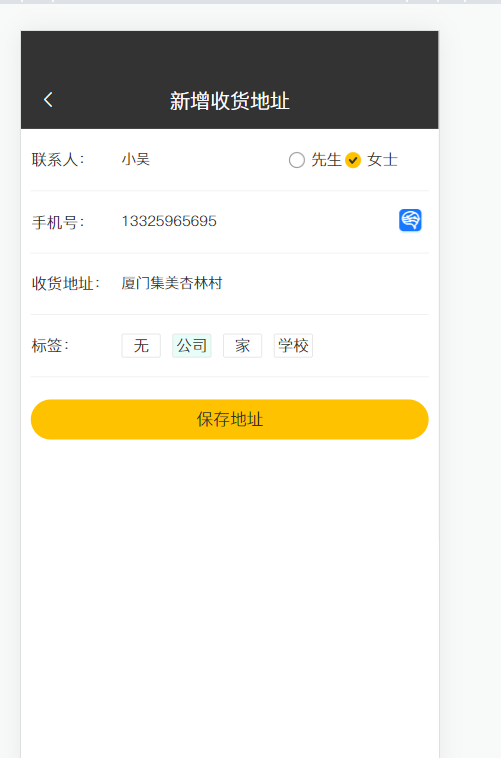 新增收货地址
联系人： 小吴 先生 女士
手机号： 13325965695
收货地址： 厦门集美杏林村
标签： 无 公司 家 学校
保存地址